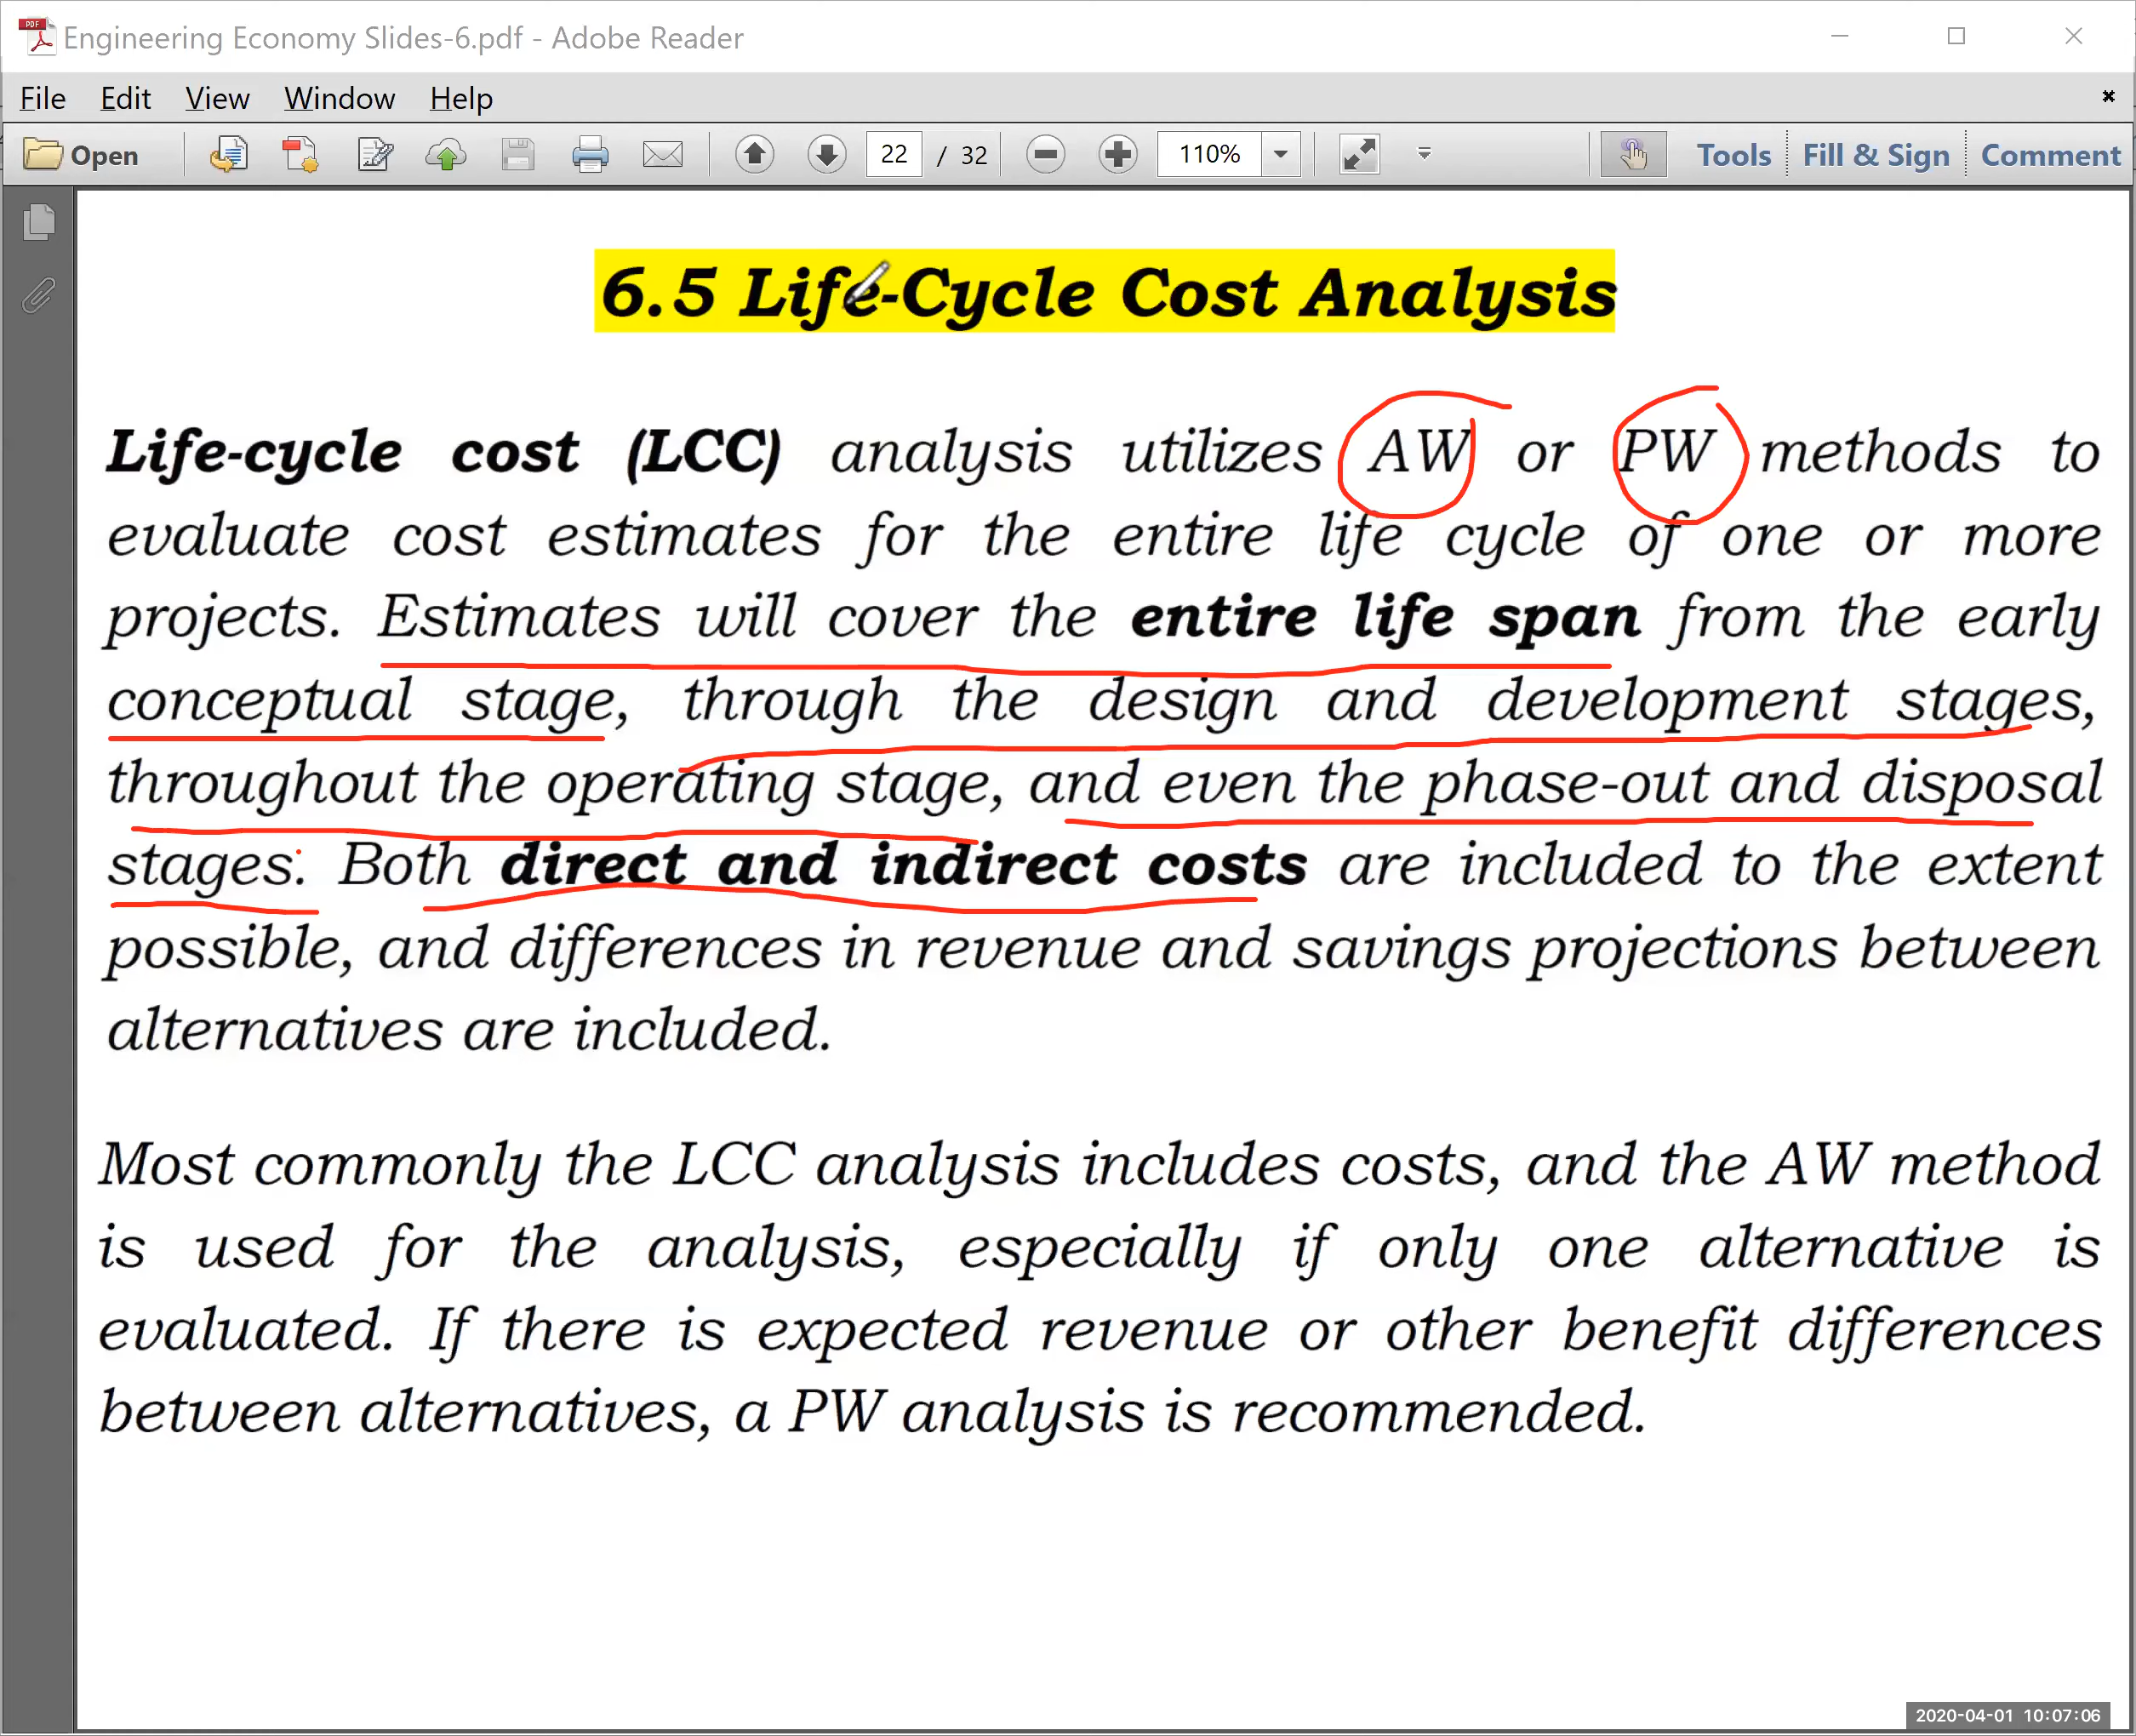 PDF
Engineering Economy Slides-6.pdf - Adobe Reader
File Edit View Window Help
Open 22 / 32 110% Tools Fill & Sign Comment
6.5 Life-Cycle Cost Analysis
Life-cycle cost (LCC) analysis utilizes AW or PW methods to
evaluate cost estimates for the entire life cycle of one or more
projects. Estimates will cover the entire life span from the early
conceptual stage, through the design and development stages,
throughout the operating stage, and even the phase-out and disposal
stages. Both direct and indirect costs are included to the extent
possible, and differences in revenue and savings projections between
alternatives are included.
Most commonly the LCC analysis includes costs, and the AW method
is used for the analysis, especially if only one alternative is
evaluated. If there is expected revenue or other benefit differences
between alternatives, a PW analysis is recommended.
2020-04-01 10:07:06